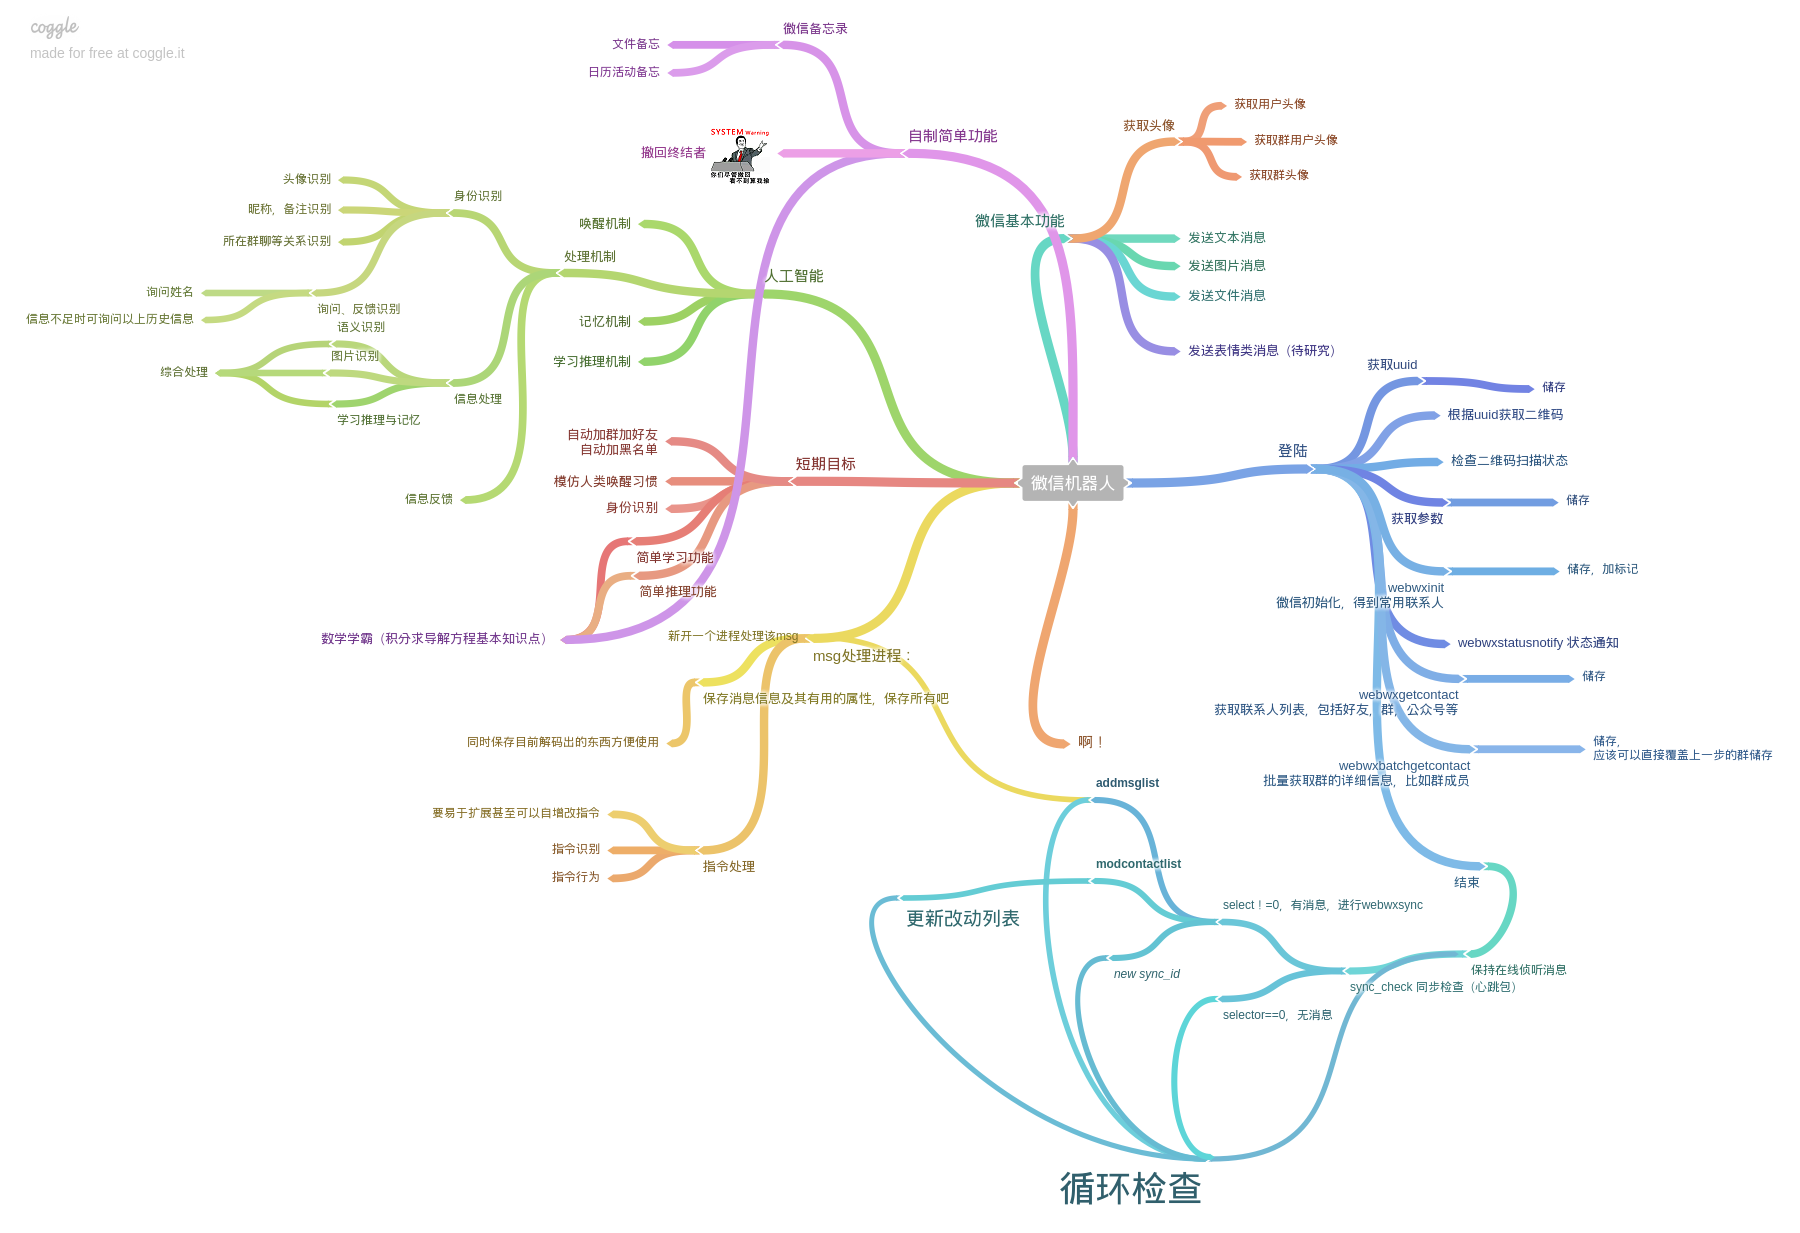 coggle
made for free at coggle.it
微信备忘录
文件备忘
日历活动备忘
自制简单功能
撤回终结者
SYSTEM Warning
你们尽管撤回
看不到算我输
获取头像
获取用户头像
获取群用户头像
获取群头像
微信基本功能
发送文本消息
发送图片消息
发送文件消息
发送表情类消息（待研究）
头像识别
昵称，备注识别
所在群聊等关系识别
身份识别
询问姓名
信息不足时可询问以上历史信息
询问、反馈识别
语义识别
图片识别
综合处理
学习推理与记忆
信息处理
信息反馈
处理机制
唤醒机制
人工智能
记忆机制
学习推理机制
自动加群加好友
自动加黑名单
短期目标
模仿人类唤醒习惯
身份识别
简单学习功能
简单推理功能
数学学霸（积分求导解方程基本知识点）
微信机器人
登陆
获取uuid
储存
根据uuid获取二维码
检查二维码扫描状态
储存
获取参数
储存，加标记
webwxinit
微信初始化，得到常用联系人
webwxstatusnotify 状态通知
储存
webwxgetcontact
获取联系人列表，包括好友，群，公众号等
储存，
应该可以直接覆盖上一步的群储存
webwxbatchgetcontact
批量获取群的详细信息，比如群成员
结束
新开一个进程处理该msg
msg处理进程：
保存消息信息及其有用的属性，保存所有吧
同时保存目前解码出的东西方便使用
要易于扩展甚至可以自增改指令
指令识别
指令行为
指令处理
啊！
addmsglist
modcontactlist
更新改动列表
new sync_id
select！=0，有消息，进行webwxsync
selector==0，无消息
保持在线侦听消息
sync_check 同步检查（心跳包）
循环检查